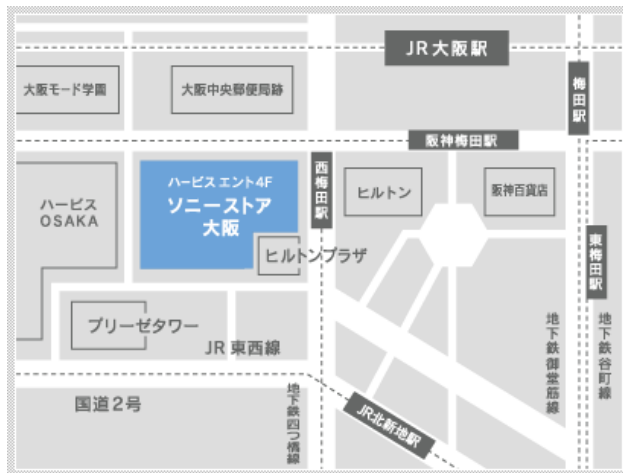 JR大阪駅
大阪モード学園
大阪中央郵便局跡
梅田駅
阪神梅田駅
ハービス エント4F
ソニーストア
大阪
西梅田駅
ヒルトン
阪神百貨店
ハービス
OSAKA
ヒルトンプラザ
東梅田駅
ブリーゼタワー
JR 東西線
地下鉄御堂筋線
地下鉄谷町線
国道2号
地下鉄四つ橋線
JR北新地駅